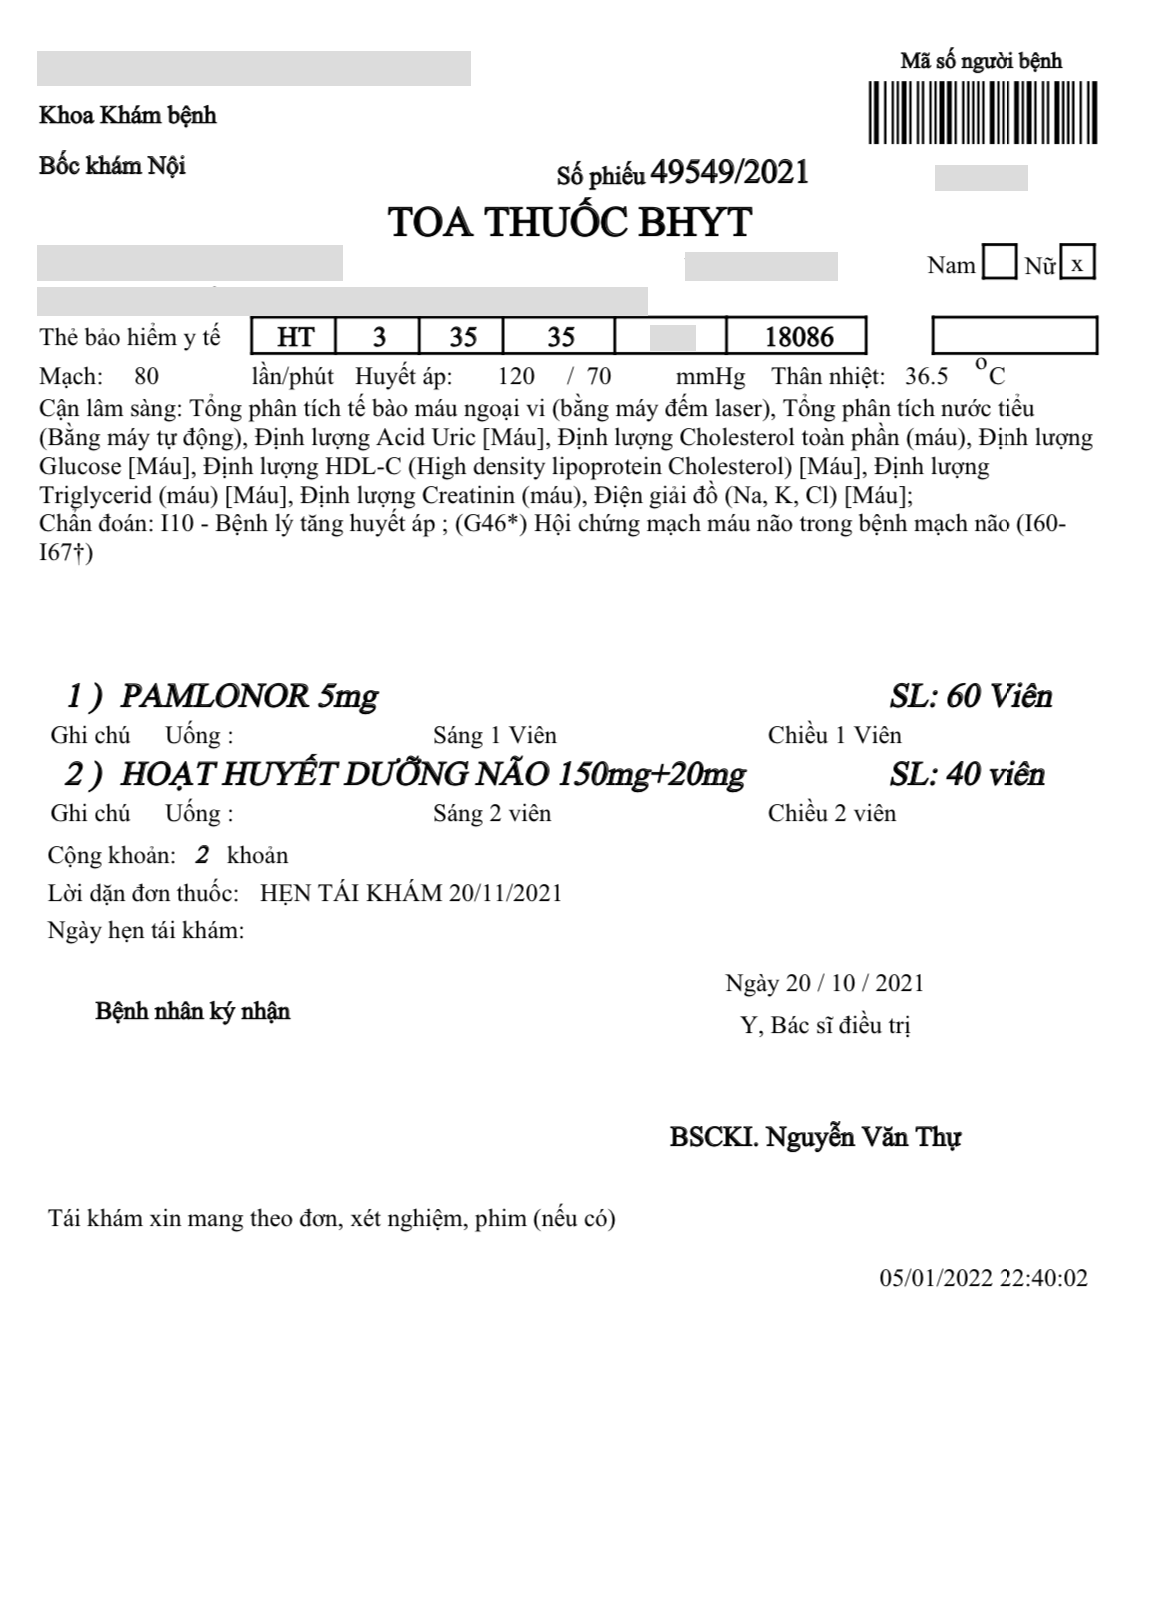 Mã số người bệnh
Khoa Khám bệnh
Bốc khám Nội
Số phiếu 49549/2021
TOA THUỐC BHYT
Nam Nữ x
Thẻ bảo hiểm y tế HT 3 35 35 18086
Mạch: 80 lần/phút Huyết áp: 120 / 70 mmHg Thân nhiệt: 36.5 °C
Cận lâm sàng: Tổng phân tích tế bào máu ngoại vi (bằng máy đếm laser), Tổng phân tích nước tiểu
(Bằng máy tự động), Định lượng Acid Uric [Máu], Định lượng Cholesterol toàn phần (máu), Định lượng
Glucose [Máu], Định lượng HDL-C (High density lipoprotein Cholesterol) [Máu], Định lượng
Triglycerid (máu) [Máu], Định lượng Creatinin (máu), Điện giải đồ (Na, K, Cl) [Máu];
Chẩn đoán: I10 - Bệnh lý tăng huyết áp ; (G46*) Hội chứng mạch máu não trong bệnh mạch não (I60-
I67†)
1 ) PAMLONOR 5mg SL: 60 Viên
Ghi chú Uống : Sáng 1 Viên Chiều 1 Viên
2 ) HOẠT HUYẾT DƯỠNG NÃO 150mg+20mg SL: 40 viên
Ghi chú Uống : Sáng 2 viên Chiều 2 viên
Cộng khoản: 2 khoản
Lời dặn đơn thuốc: HẸN TÁI KHÁM 20/11/2021
Ngày hẹn tái khám:
Ngày 20 / 10 / 2021
Bệnh nhân ký nhận
Y, Bác sĩ điều trị
BSCKI. Nguyễn Văn Thự
Tái khám xin mang theo đơn, xét nghiệm, phim (nếu có)
05/01/2022 22:40:02